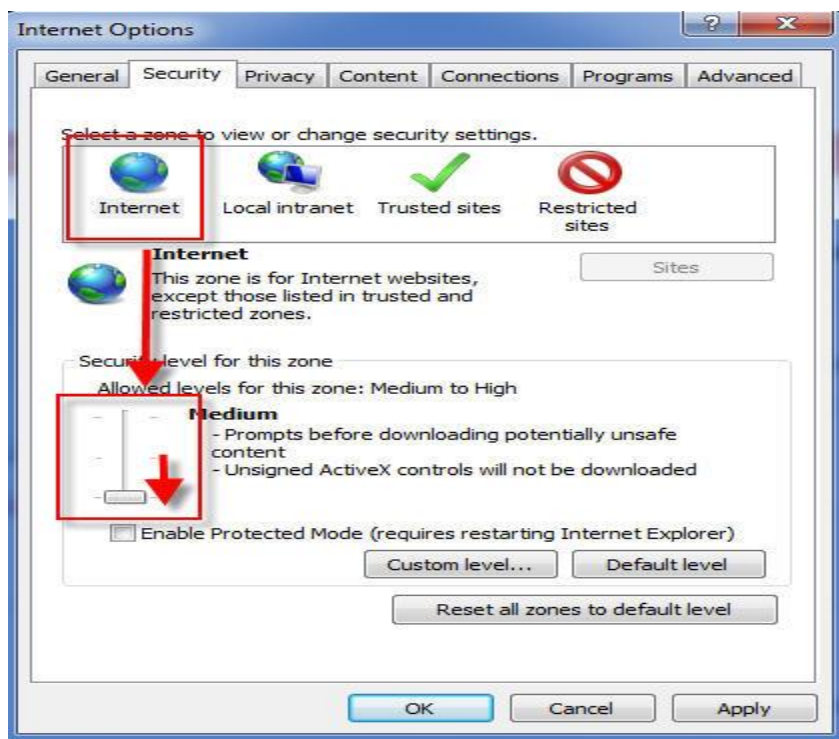 Internet Options
General Security Privacy Content Connections Programs Advanced
Select a zone to view or change security settings.
Internet Local intranet Trusted sites Restricted
sites
Internet
Sites
This zone is for Internet websites,
except those listed in trusted and
restricted zones.
Security level for this zone
Allowed levels for this zone: Medium to High
Medium
- Prompts before downloading potentially unsafe
content
- Unsigned ActiveX controls will not be downloaded
Enable Protected Mode (requires restarting Internet Explorer)
Custom level... Default level
Reset all zones to default level
OK Cancel Apply